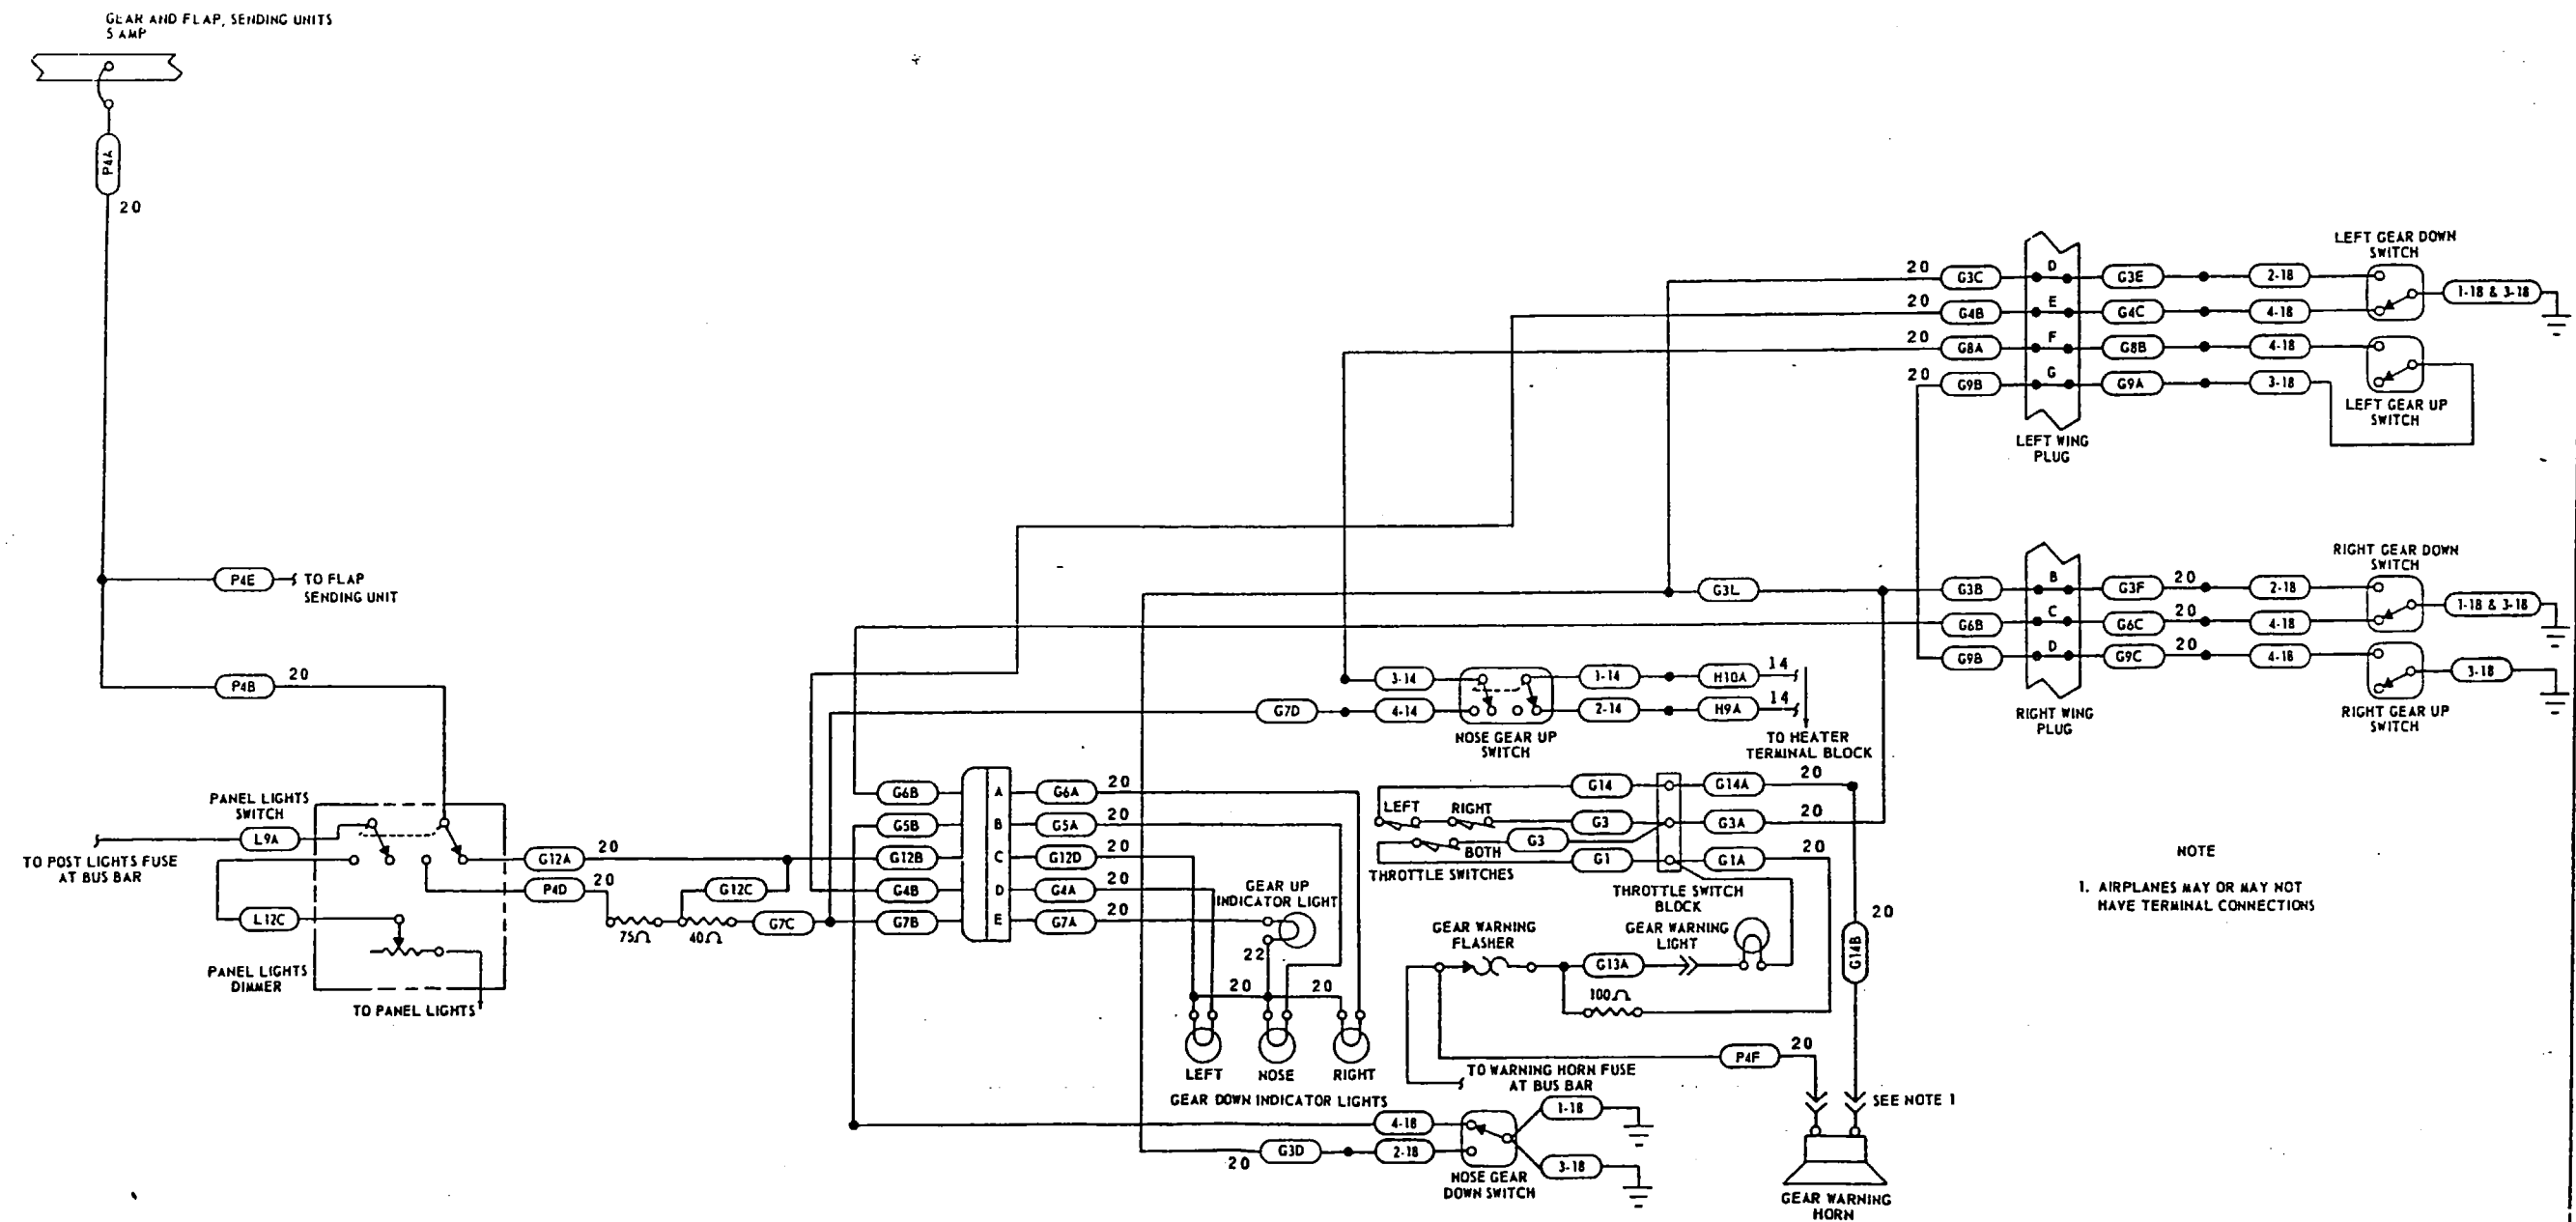 GEAR AND FLAP, SENDING UNITS
5 AMP
P4A
20
LEFT GEAR DOWN
SWITCH
20 G3C D G3E 2-18
1-18 & 3-18
20 G4B E G4C 4-18
20 G8A F G8B 4-18
20 G9B G G9A 3-18
LEFT GEAR UP
SWITCH
LEFT WING
PLUG
P4E TO FLAP
SENDING UNIT
RIGHT GEAR DOWN
SWITCH
G3L G3B B G3F 20 2-18
1-18 & 3-18
G6B C G6C 20 4-18
G9B D G9C 20 4-18
3-18
RIGHT GEAR UP
SWITCH
RIGHT WING
PLUG
P4B 20
3-14 1-14 H10A 14
G7D 4-14 2-14 H9A 14
NOSE GEAR UP
SWITCH
TO HEATER
TERMINAL BLOCK
PANEL LIGHTS
SWITCH
L9A
TO POST LIGHTS FUSE
AT BUS BAR
G12A 20
P4D 20
G12C
L12C
75Ω 40Ω G7C
PANEL LIGHTS
DIMMER
TO PANEL LIGHTS
G6B A G6A 20
G5B B G5A 20
G12B C G12D 20
G4B D G4A 20
G7B E G7A 20
GEAR UP
INDICATOR LIGHT
22
20 20
LEFT NOSE RIGHT
GEAR DOWN INDICATOR LIGHTS
G14 G14A 20
LEFT RIGHT G3 G3A 20
BOTH G3
G1 G1A 20
THROTTLE SWITCHES
THROTTLE SWITCH
BLOCK
GEAR WARNING
FLASHER
GEAR WARNING
LIGHT
G13A
100Ω
20
G14B
P4F 20
TO WARNING HORN FUSE
AT BUS BAR
SEE NOTE 1
4-18 1-18
20 G3D 2-18 3-18
NOSE GEAR
DOWN SWITCH
GEAR WARNING
HORN
NOTE
1. AIRPLANES MAY OR MAY NOT
HAVE TERMINAL CONNECTIONS